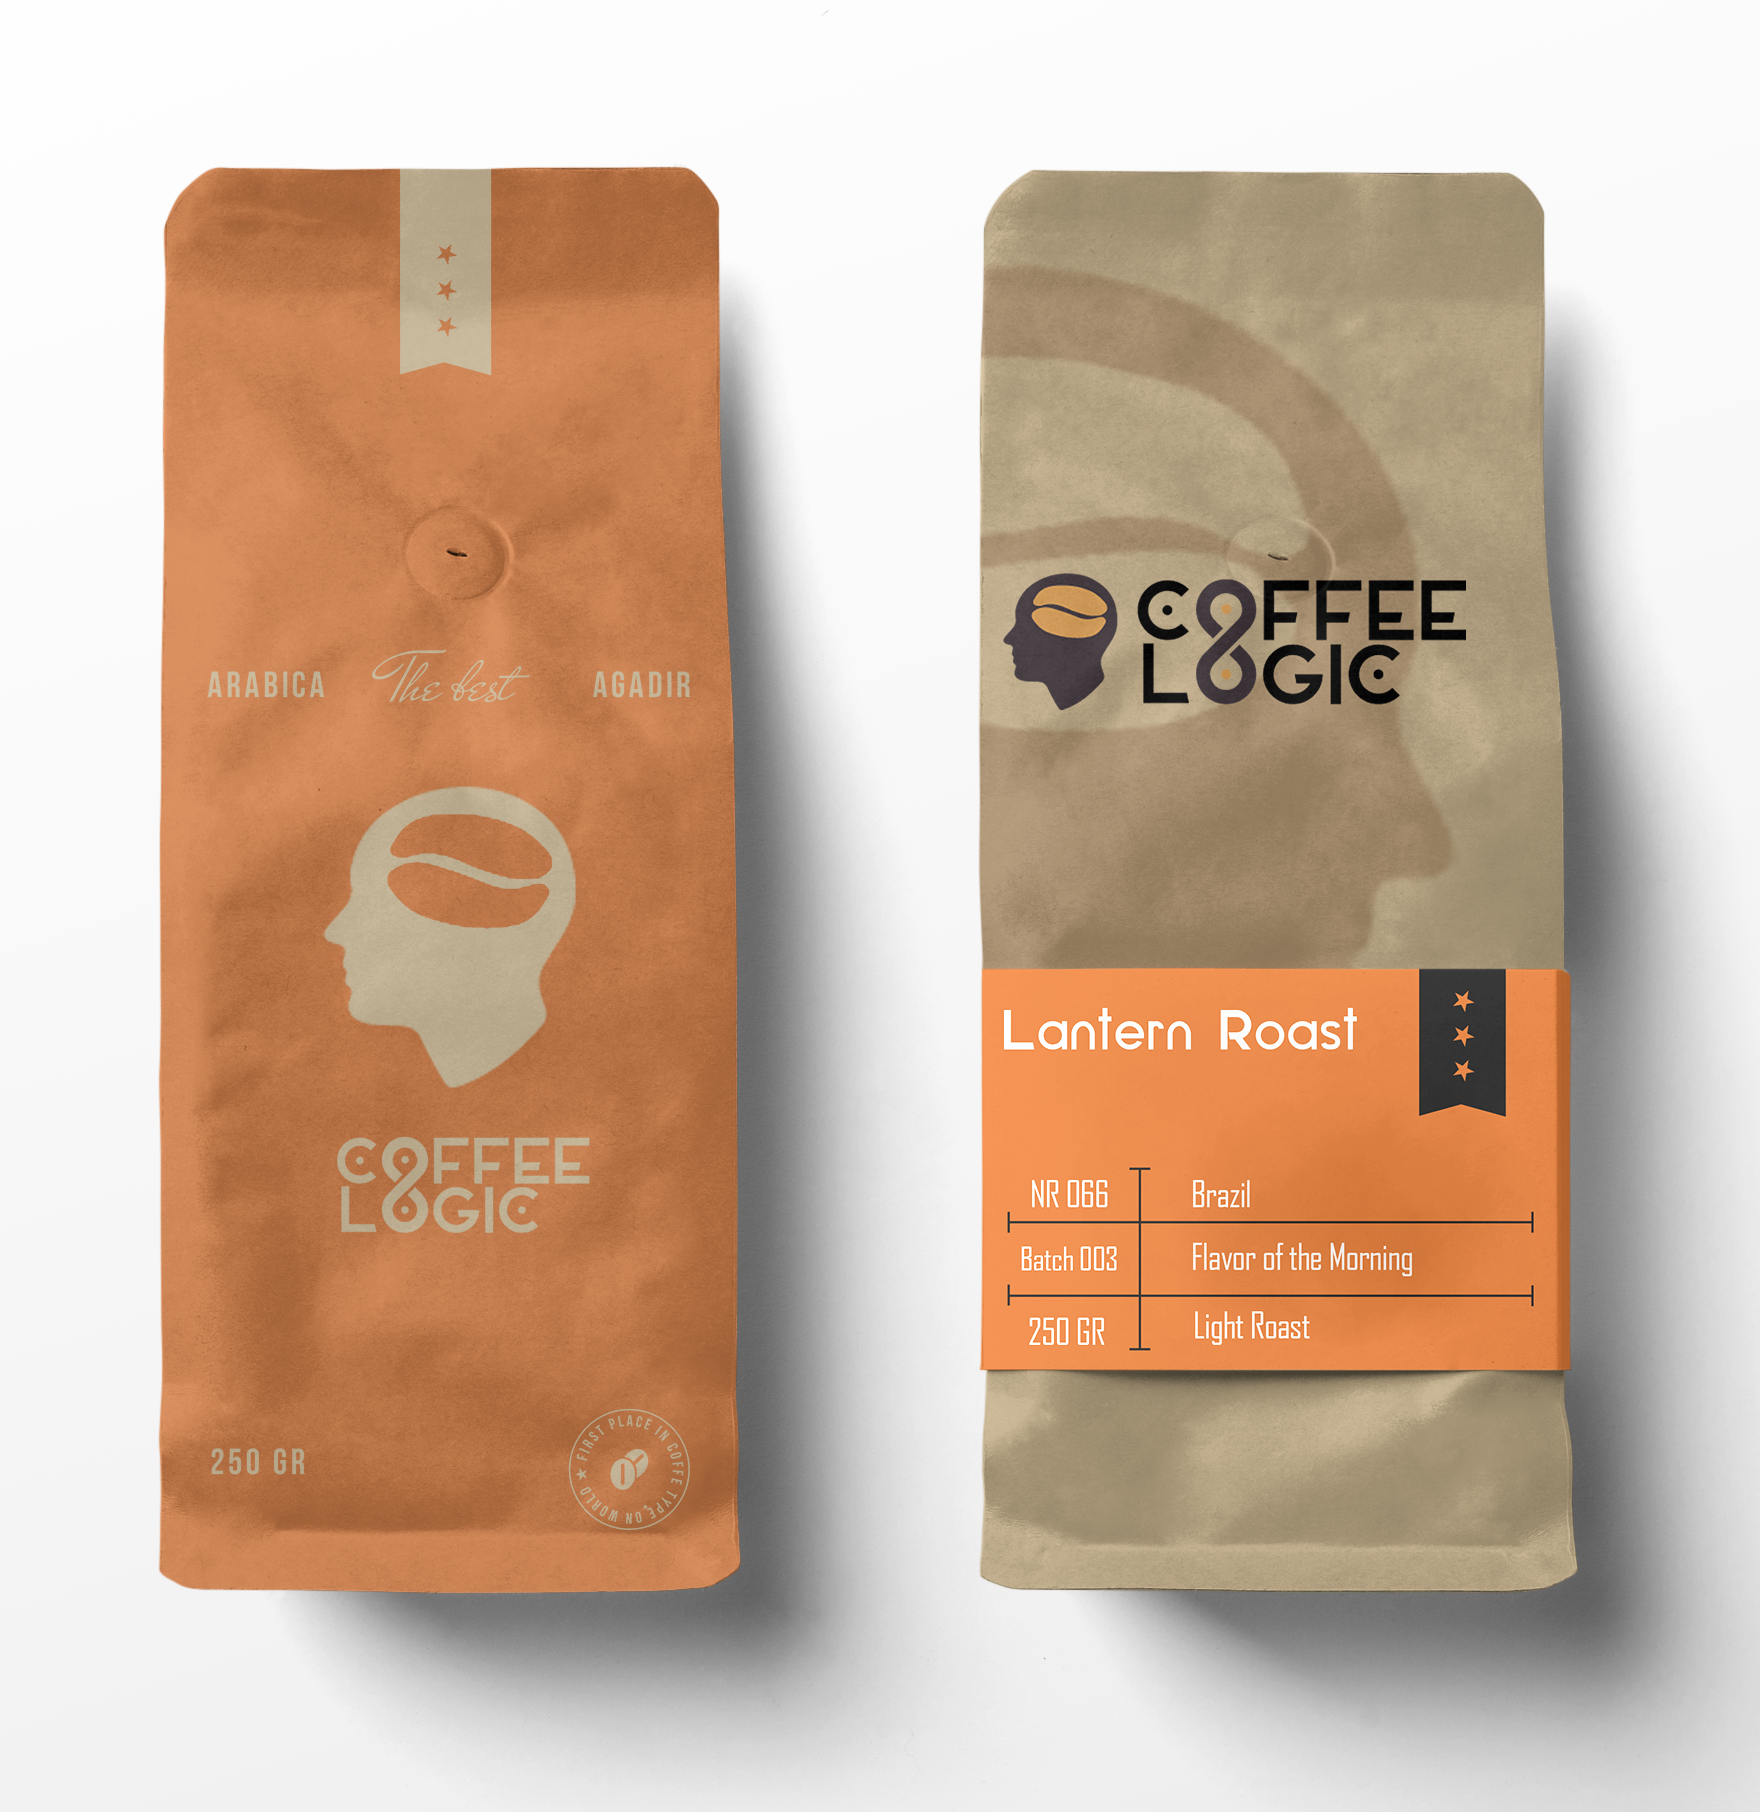 ARABICA The best AGADIR
COFFEE
LOGIC
250 GR
★ FIRST PLACE IN COFFE TYPE ON WORLD
COFFEE
LOGIC
Lantern Roast
NR 066 Brazil
Batch 003 Flavor of the Morning
250 GR Light Roast